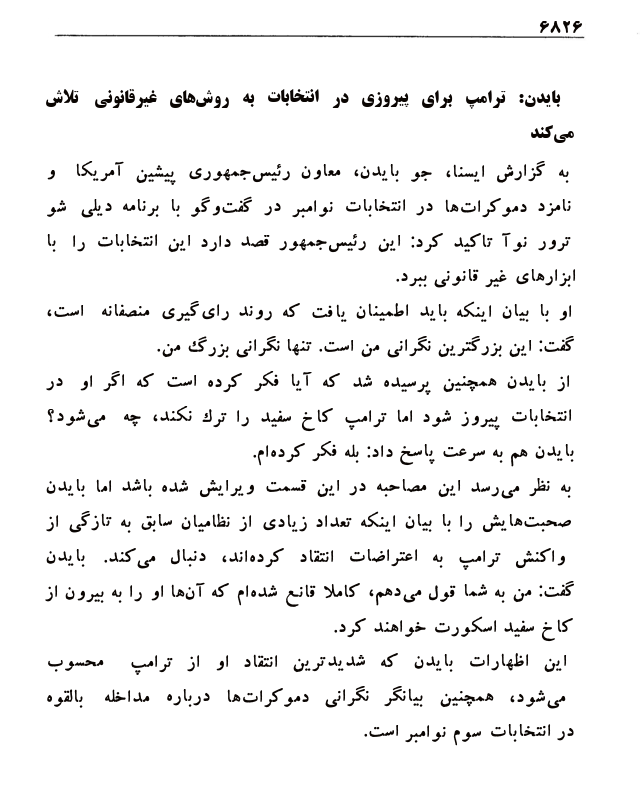 ۶۸۲۶
بایدن: ترامپ برای پیروزی در انتخابات به روش‌های غیرقانونی تلاش
می‌کند
به گزارش ایسنا، جو بایدن، معاون رئیس‌جمهوری پیشین آمریکا و
نامزد دموکرات‌ها در انتخابات نوامبر در گفت‌وگو با برنامه دیلی شو
ترور نوآ تاکید کرد: این رئیس‌جمهور قصد دارد این انتخابات را با
ابزارهای غیر قانونی ببرد.
او با بیان اینکه باید اطمینان یافت که روند رای‌گیری منصفانه است،
گفت: این بزرگترین نگرانی من است. تنها نگرانی بزرگ من.
از بایدن همچنین پرسیده شد که آیا فکر کرده است که اگر او در
انتخابات پیروز شود اما ترامپ کاخ سفید را ترك نکند، چه می‌شود؟
بایدن هم به سرعت پاسخ داد: بله فکر کرده‌ام.
به نظر می‌رسد این مصاحبه در این قسمت ویرایش شده باشد اما بایدن
صحبت‌هایش را با بیان اینکه تعداد زیادی از نظامیان سابق به تازگی از
واکنش ترامپ به اعتراضات انتقاد کرده‌اند، دنبال می‌کند. بایدن
گفت: من به شما قول می‌دهم، کاملا قانع شده‌ام که آن‌ها او را به بیرون از
کاخ سفید اسکورت خواهند کرد.
این اظهارات بایدن که شدیدترین انتقاد او از ترامپ محسوب
می‌شود، همچنین بیانگر نگرانی دموکرات‌ها درباره مداخله بالقوه
در انتخابات سوم نوامبر است.